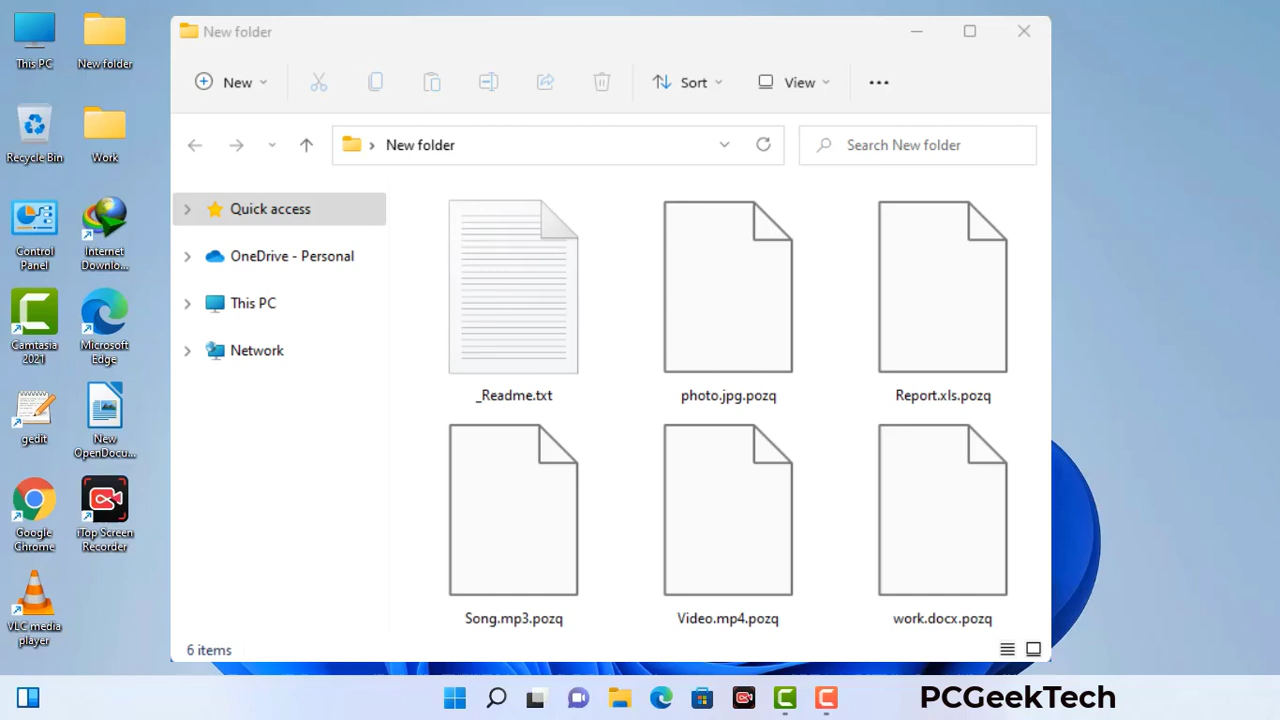 This PC
New folder
Recycle Bin
Work
Control
Panel
Internet
Downlo...
Camtasia
2021
Microsoft
Edge
gedit
New
OpenDocu...
Google
Chrome
iTop Screen
Recorder
VLC media
player
New folder
New
Sort
View
New folder
Search New folder
Quick access
OneDrive - Personal
This PC
Network
_Readme.txt
photo.jpg.pozq
Report.xls.pozq
Song.mp3.pozq
Video.mp4.pozq
work.docx.pozq
6 items
PCGeekTech